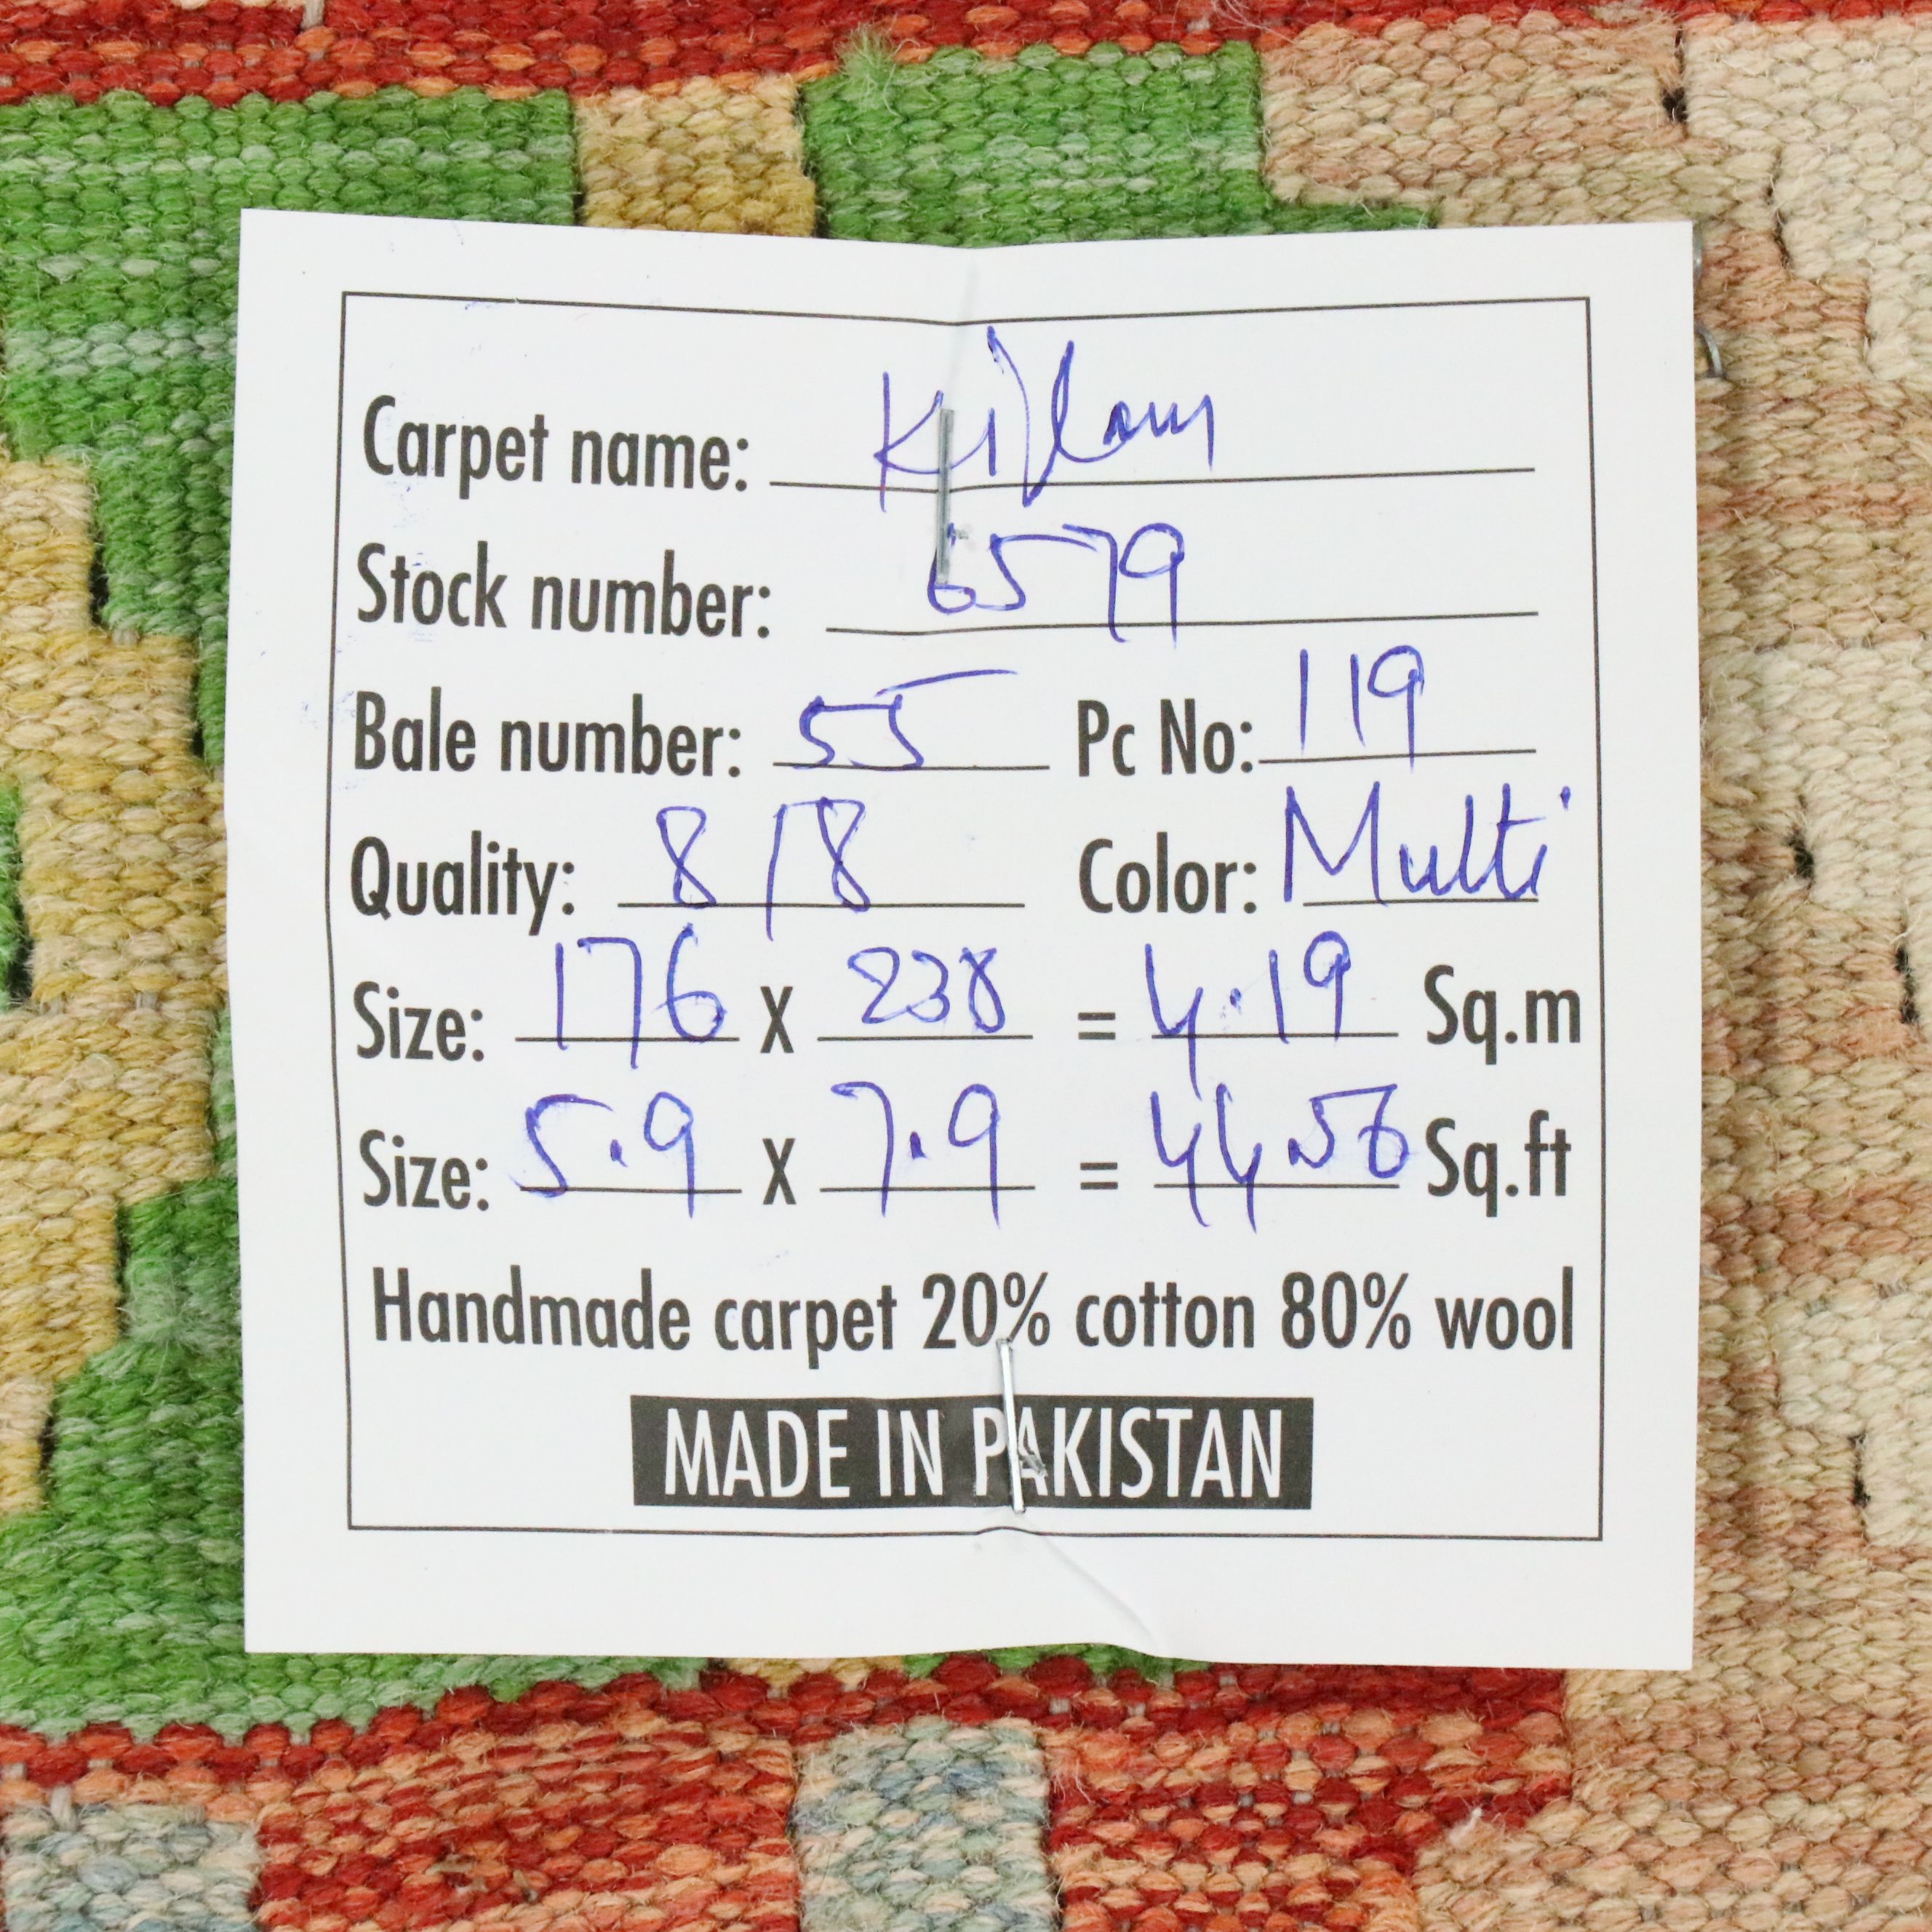 Carpet name:
Stock number: 6579
Bale number: 55 Pc No: 119
Quality: 8/8 Color: Multi
Size: 176 X 238 = 4.19 Sq.m
Size: 5.9 X 7.9 = 44.56 Sq.ft
Handmade carpet 20% cotton 80% wool
MADE IN PAKISTAN